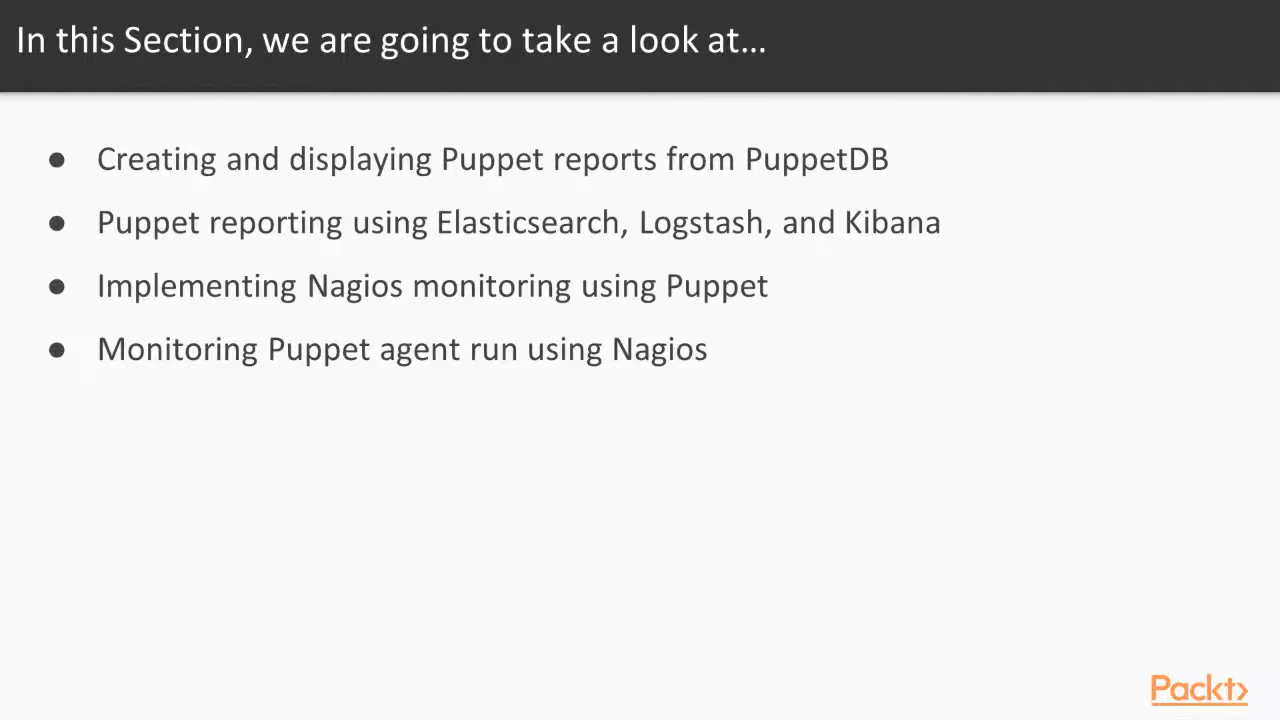 In this Section, we are going to take a look at...
● Creating and displaying Puppet reports from PuppetDB
● Puppet reporting using Elasticsearch, Logstash, and Kibana
● Implementing Nagios monitoring using Puppet
● Monitoring Puppet agent run using Nagios
Packt>